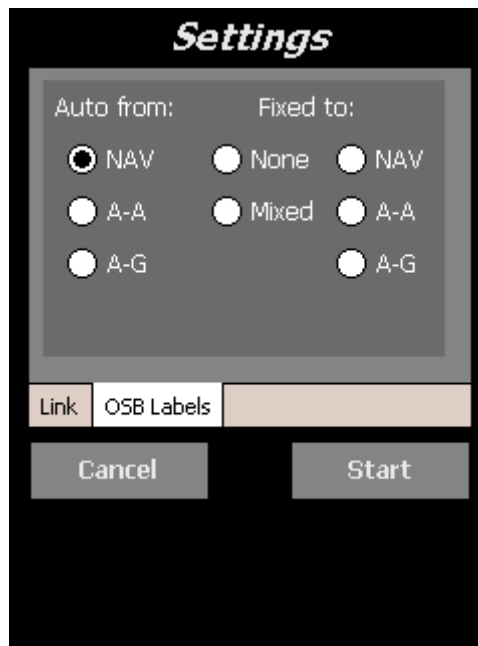 Settings
Auto from: Fixed to:
NAV None NAV
A-A Mixed A-A
A-G A-G
Link OSB Labels
Cancel Start